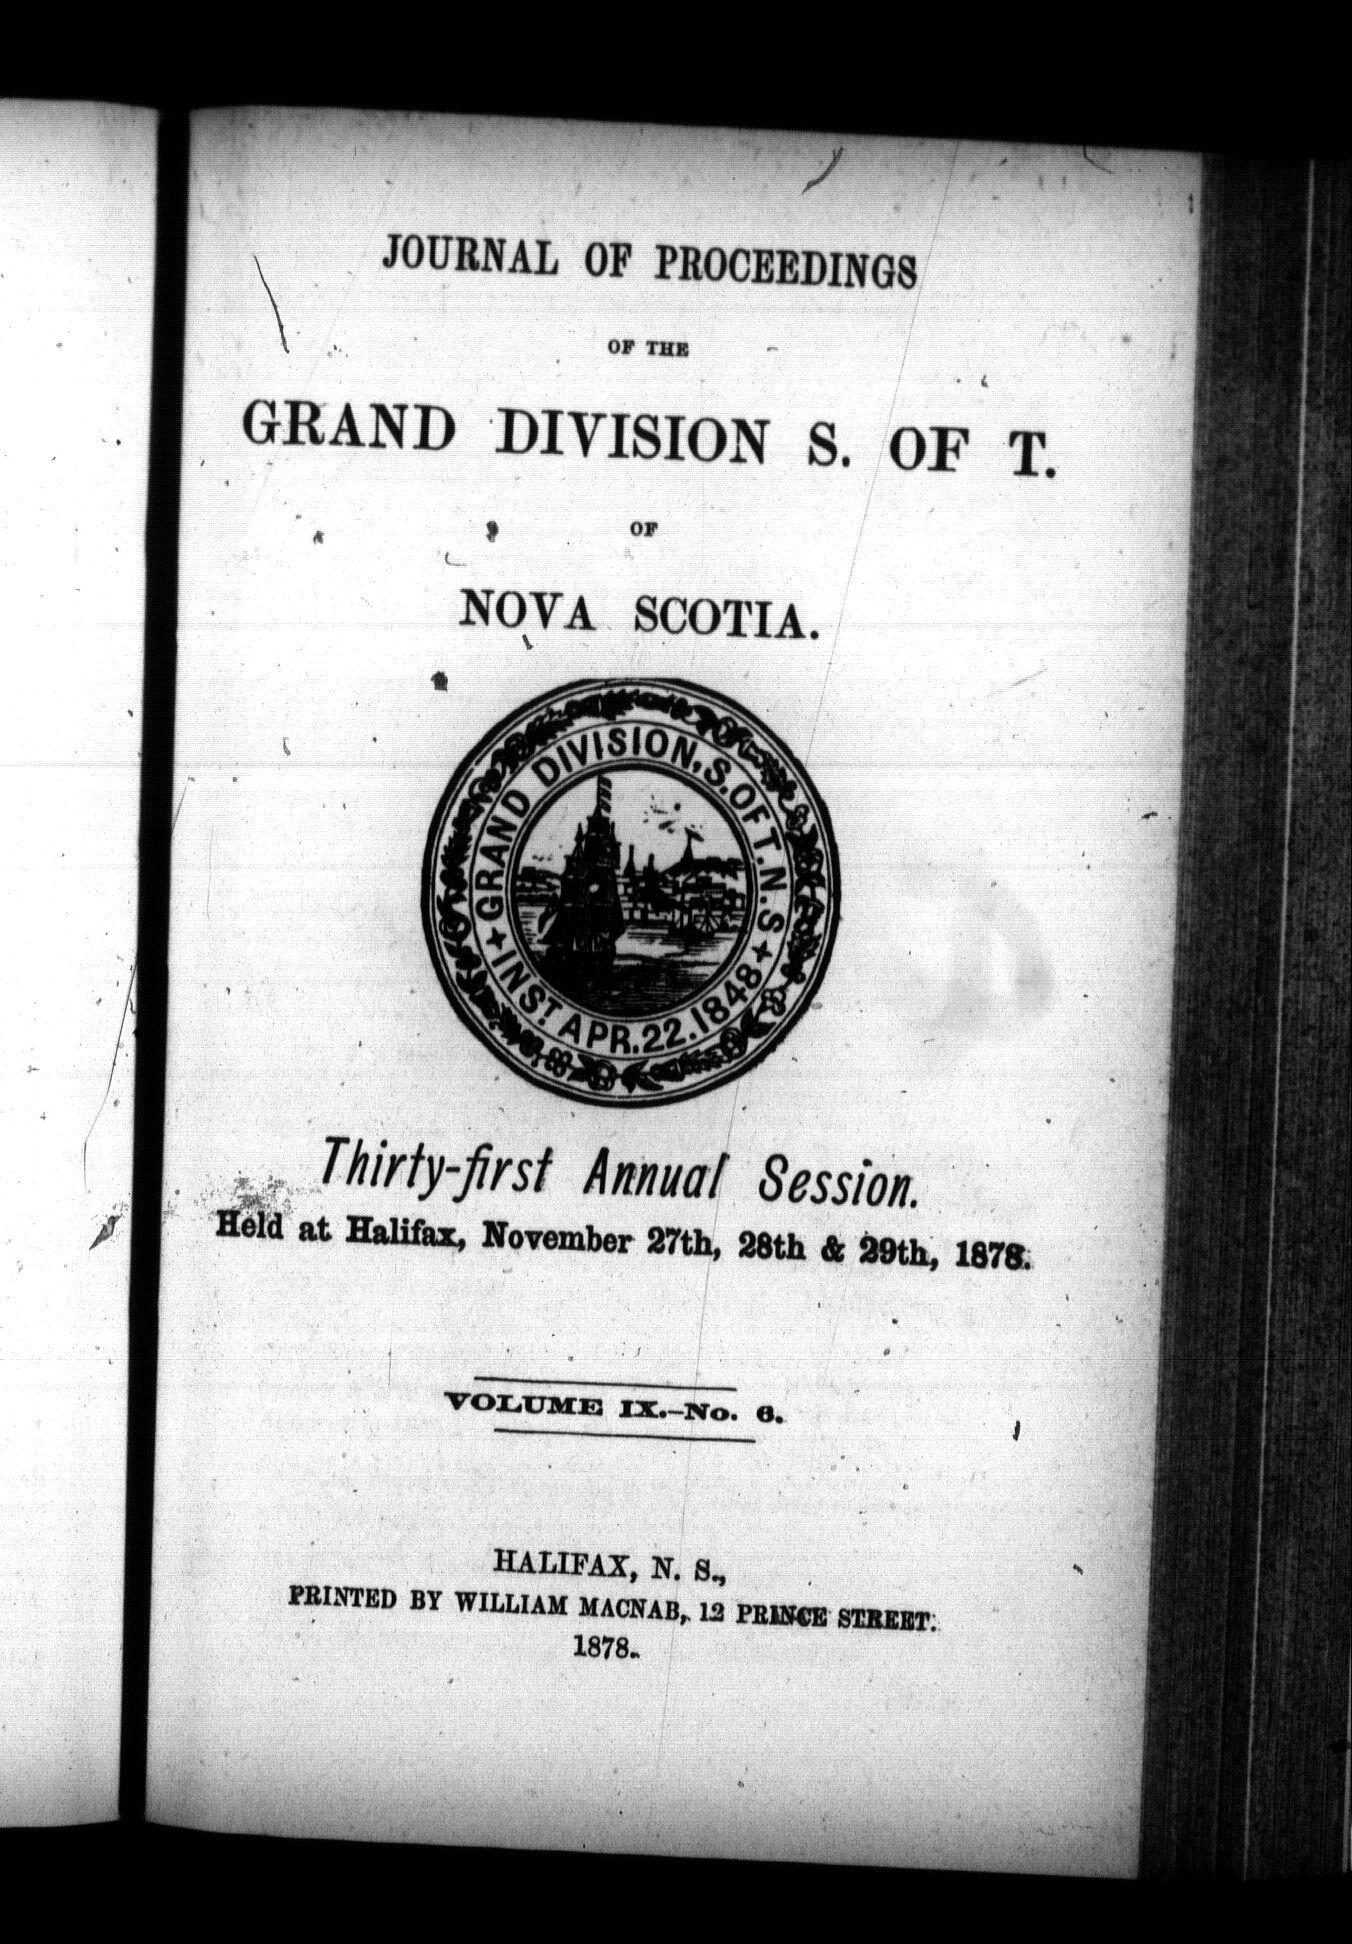 JOURNAL OF PROCEEDINGS
OF THE
GRAND DIVISION S. OF T.
OF
NOVA SCOTIA.
GRAND DIVISION. S. OF T. N. S
INST. APR. 22. 1848
Thirty-first Annual Session.
Held at Halifax, November 27th, 28th & 29th, 1878.
VOLUME IX.-No. 6.
HALIFAX, N. S.,
PRINTED BY WILLIAM MACNAB, 12 PRINCE STREET.
1878.